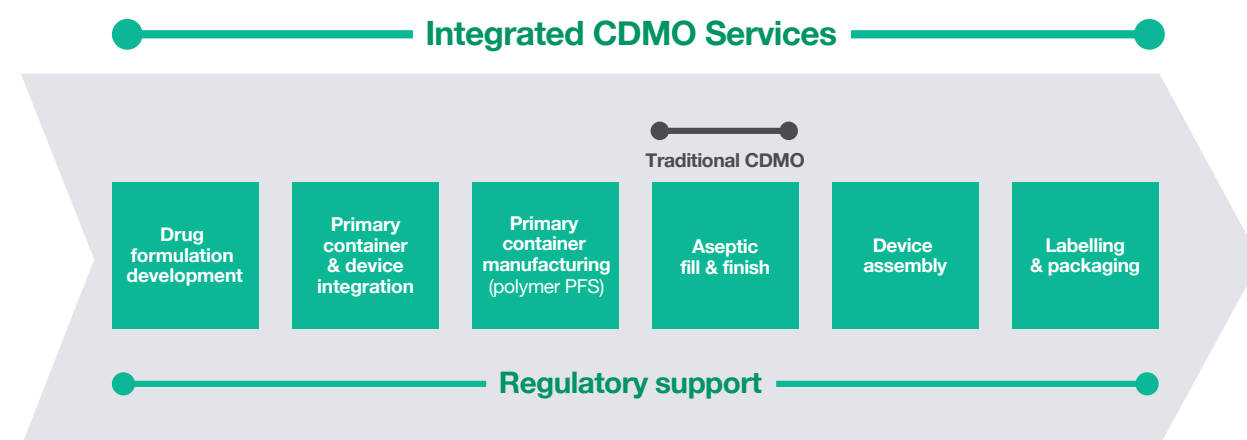 Integrated CDMO Services
Traditional CDMO
Drug
formulation
development
Primary
container
& device
integration
Primary
container
manufacturing
(polymer PFS)
Aseptic
fill & finish
Device
assembly
Labelling
& packaging
Regulatory support